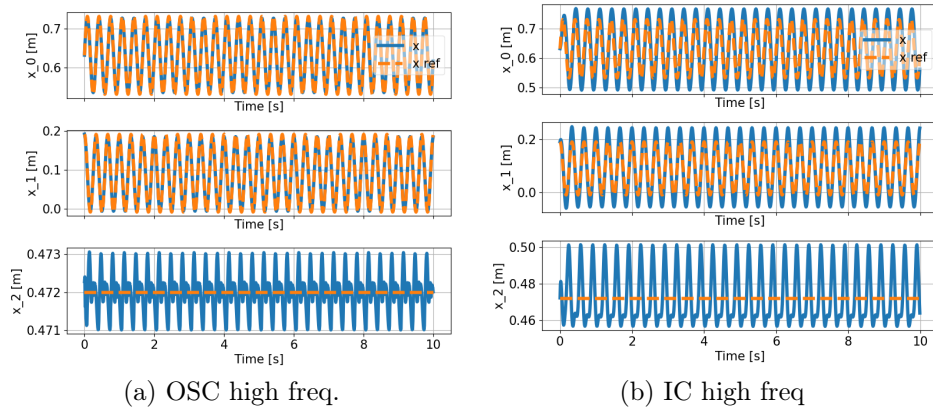 x_0 [m]
0.7
0.6
x
x ref
Time [s]
x_1 [m]
0.2
0.1
0.0
Time [s]
x_2 [m]
0.473
0.472
0.471
0 2 4 6 8 10
Time [s]
(a) OSC high freq.
x_0 [m]
0.7
0.6
0.5
x
x ref
Time [s]
x_1 [m]
0.2
0.0
Time [s]
x_2 [m]
0.50
0.48
0.46
0 2 4 6 8 10
Time [s]
(b) IC high freq